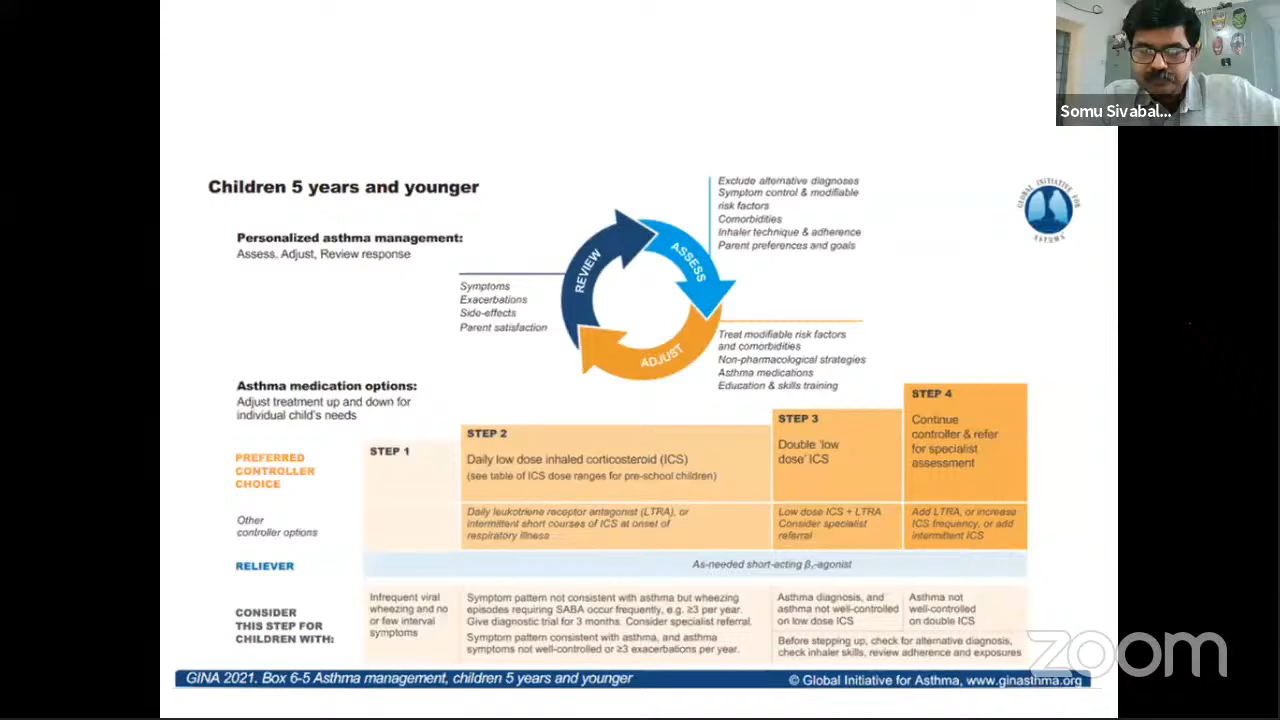 Somu Sivabal...
Children 5 years and younger
GLOBAL INITIATIVE FOR ASTHMA
Personalized asthma management:
Assess, Adjust, Review response
Exclude alternative diagnoses
Symptom control & modifiable
risk factors
Comorbidities
Inhaler technique & adherence
Parent preferences and goals
REVIEW
ASSESS
ADJUST
Symptoms
Exacerbations
Side-effects
Parent satisfaction
Treat modifiable risk factors
and comorbidities
Non-pharmacological strategies
Asthma medications
Education & skills training
Asthma medication options:
Adjust treatment up and down for
individual child's needs
PREFERRED
CONTROLLER
CHOICE
STEP 1
STEP 2
Daily low dose inhaled corticosteroid (ICS)
(see table of ICS dose ranges for pre-school children)
STEP 3
Double 'low
dose' ICS
STEP 4
Continue
controller & refer
for specialist
assessment
Other
controller options
Daily leukotriene receptor antagonist (LTRA), or
intermittent short courses of ICS at onset of
respiratory illness
Low dose ICS + LTRA
Consider specialist
referral
Add LTRA, or increase
ICS frequency, or add
intermittent ICS
RELIEVER
As-needed short-acting β₂-agonist
CONSIDER
THIS STEP FOR
CHILDREN WITH:
Infrequent viral
wheezing and no
or few interval
symptoms
Symptom pattern not consistent with asthma but wheezing
episodes requiring SABA occur frequently, e.g. ≥3 per year.
Give diagnostic trial for 3 months. Consider specialist referral.
Symptom pattern consistent with asthma, and asthma
symptoms not well-controlled or ≥3 exacerbations per year.
Asthma diagnosis, and
asthma not well-controlled
on low dose ICS
Asthma not
well-controlled
on double ICS
Before stepping up, check for alternative diagnosis,
check inhaler skills, review adherence and exposures
zoom
GINA 2021. Box 6-5 Asthma management, children 5 years and younger
© Global Initiative for Asthma, www.ginasthma.org